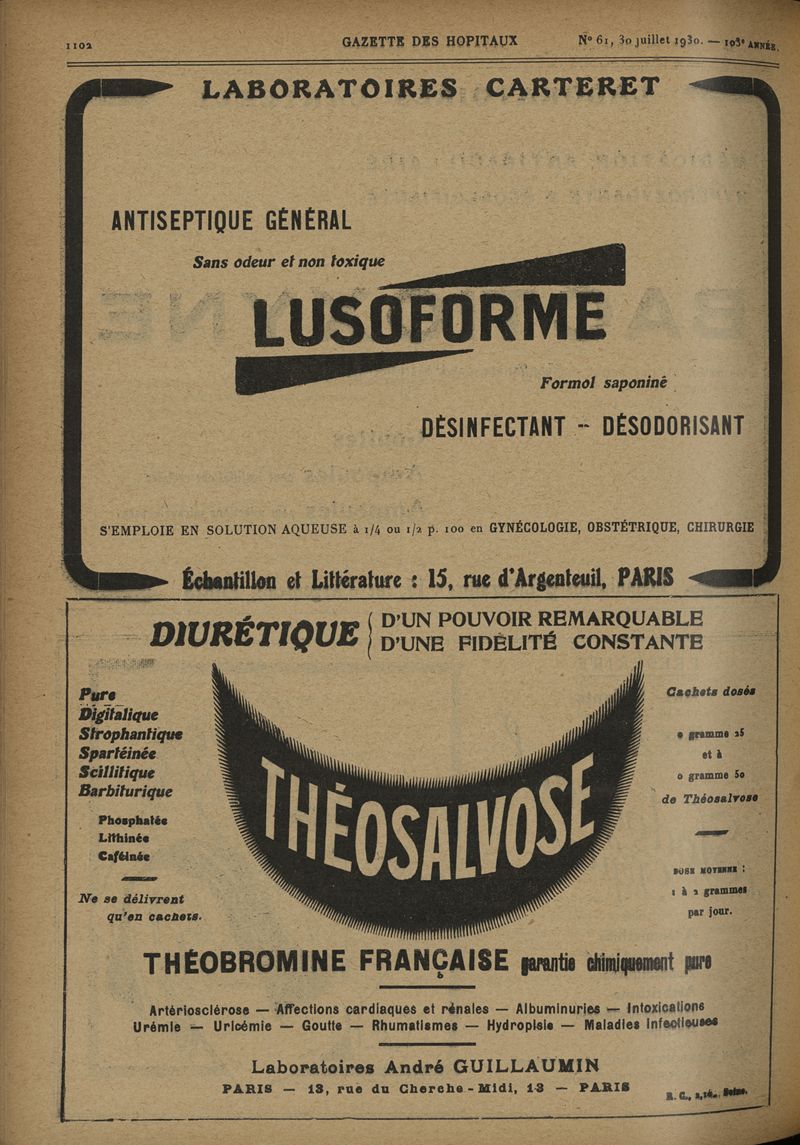 1102
GAZETTE DES HOPITAUX
N° 61, 30 juillet 1930. — 103e ANNÉE.
LABORATOIRES CARTERET
ANTISEPTIQUE GÉNÉRAL
Sans odeur et non toxique
LUSOFORME
Formol saponiné
DÉSINFECTANT - DÉSODORISANT
S'EMPLOIE EN SOLUTION AQUEUSE à 1/4 ou 1/2 p. 100 en GYNÉCOLOGIE, OBSTÉTRIQUE, CHIRURGIE
Échantillon et Littérature : 15, rue d'Argenteuil, PARIS
DIURÉTIQUE
D'UN POUVOIR REMARQUABLE
D'UNE FIDÉLITÉ CONSTANTE
Pure
Digitalique
Strophantique
Spartéinée
Scillitique
Barbiturique
Phosphatée
Lithinée
Caféinée
Ne se délivrent
qu'en cachets.
THÉOSALVOSE
Cachets dosés
0 gramme 25
et à
0 gramme 50
de Théosalvose
DOSE MOYENNE :
1 à 2 grammes
par jour.
THÉOBROMINE FRANÇAISE garantie chimiquement pure
Artériosclérose — Affections cardiaques et rénales — Albuminuries — Intoxications
Urémie — Uricémie — Goutte — Rhumatismes — Hydropisie — Maladies Infectieuses
Laboratoires André GUILLAUMIN
PARIS — 13, rue du Cherche-Midi, 13 — PARIS
R. C., Seine.